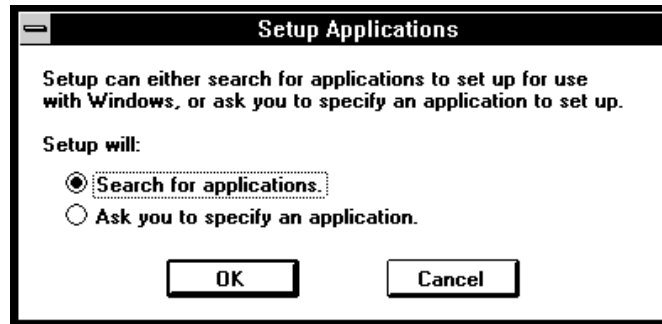 Setup Applications
Setup can either search for applications to set up for use
with Windows, or ask you to specify an application to set up.
Setup will:
Search for applications.
Ask you to specify an application.
OK Cancel